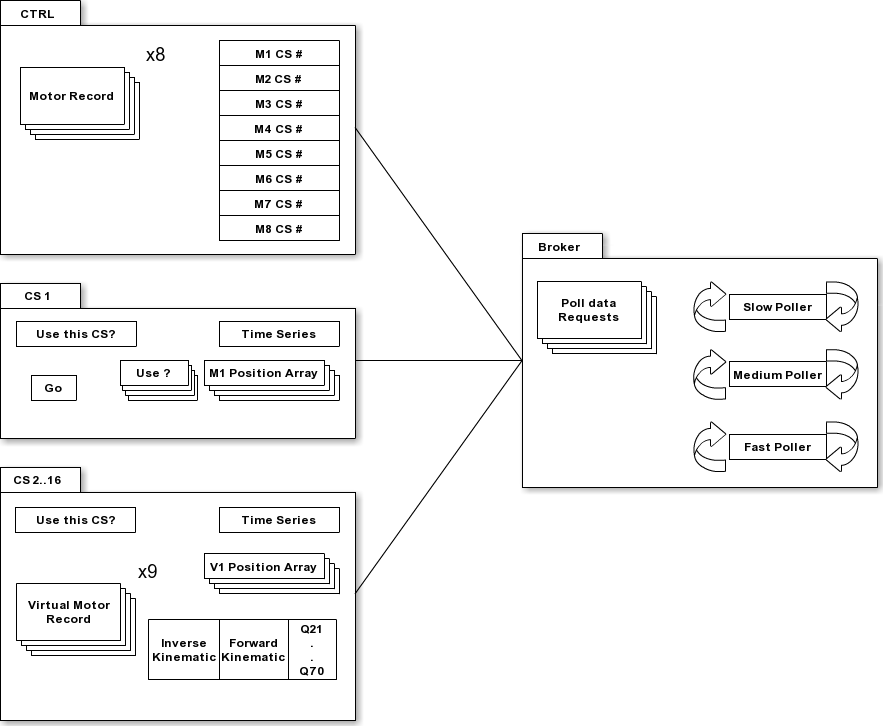 CTRL
x8
Motor Record
M1 CS #
M2 CS #
M3 CS #
M4 CS #
M5 CS #
M6 CS #
M7 CS #
M8 CS #
CS 1
Use this CS?
Time Series
Go
Use ?
M1 Position Array
CS 2..16
Use this CS?
Time Series
x9
V1 Position Array
Virtual Motor
Record
Inverse
Kinematic
Forward
Kinematic
Q21
.
.
Q70
Broker
Poll data
Requests
Slow Poller
Medium Poller
Fast Poller